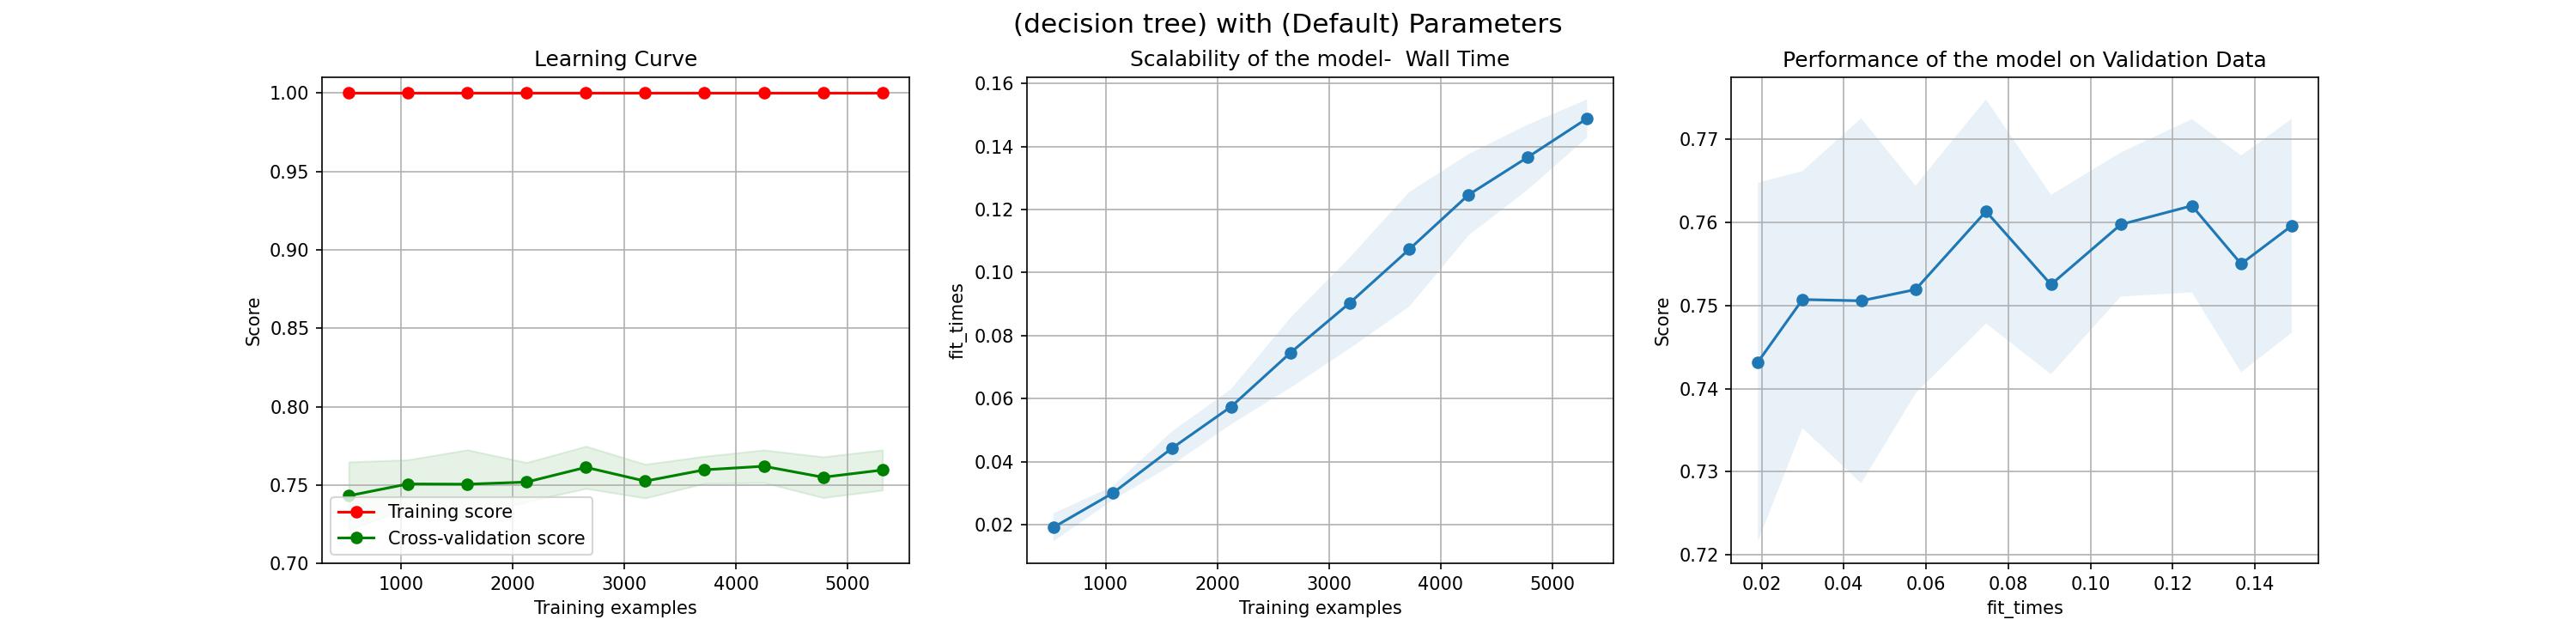 (decision tree) with (Default) Parameters
Learning Curve
1.00
0.95
0.90
0.85
0.80
0.75
0.70
Score
Training score
Cross-validation score
1000 2000 3000 4000 5000
Training examples
Scalability of the model-  Wall Time
0.16
0.14
0.12
0.10
0.08
0.06
0.04
0.02
fit_times
1000 2000 3000 4000 5000
Training examples
Performance of the model on Validation Data
0.77
0.76
0.75
0.74
0.73
0.72
Score
0.02 0.04 0.06 0.08 0.10 0.12 0.14
fit_times